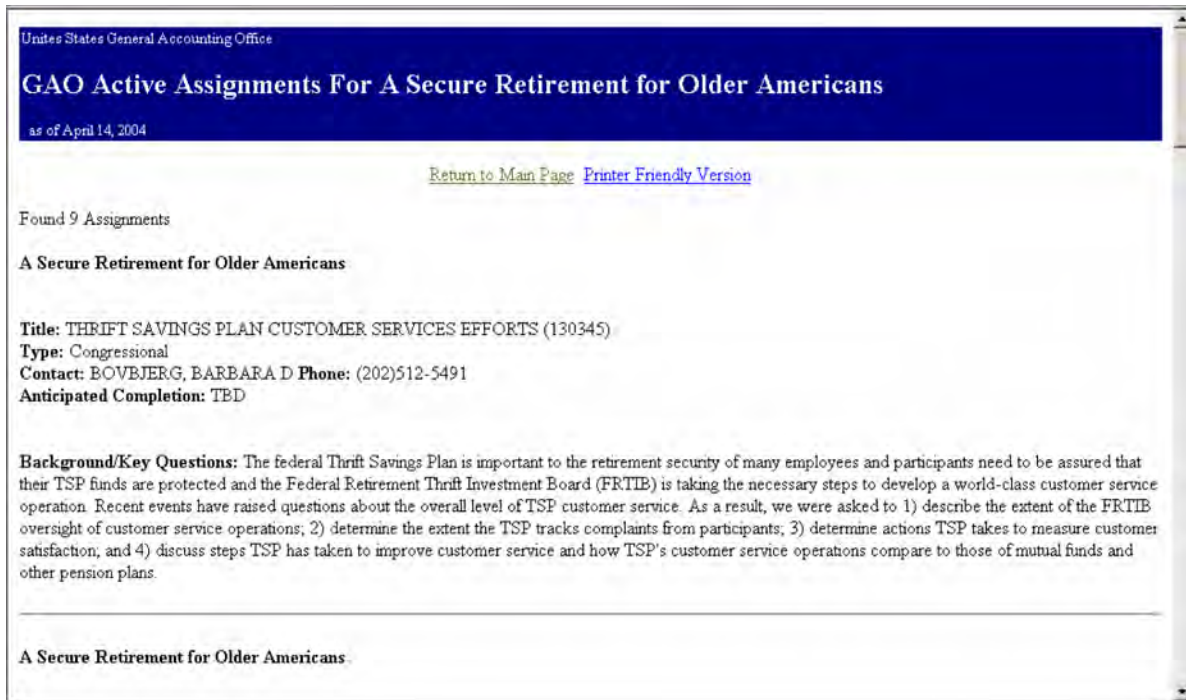 Unites States General Accounting Office
GAO Active Assignments For A Secure Retirement for Older Americans
as of April 14, 2004
Return to Main Page Printer Friendly Version
Found 9 Assignments
A Secure Retirement for Older Americans
Title: THRIFT SAVINGS PLAN CUSTOMER SERVICES EFFORTS (130345)
Type: Congressional
Contact: BOVBJERG, BARBARA D Phone: (202)512-5491
Anticipated Completion: TBD
Background/Key Questions: The federal Thrift Savings Plan is important to the retirement security of many employees and participants need to be assured that
their TSP funds are protected and the Federal Retirement Thrift Investment Board (FRTIB) is taking the necessary steps to develop a world-class customer service
operation. Recent events have raised questions about the overall level of TSP customer service. As a result, we were asked to 1) describe the extent of the FRTIB
oversight of customer service operations; 2) determine the extent the TSP tracks complaints from participants; 3) determine actions TSP takes to measure customer
satisfaction; and 4) discuss steps TSP has taken to improve customer service and how TSP's customer service operations compare to those of mutual funds and
other pension plans.
A Secure Retirement for Older Americans